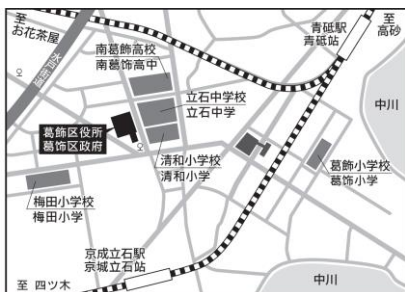 至
お花茶屋
水戸街道
南葛飾高校
南葛饰高中
青砥駅
青砥站
至
高砂
立石中学校
立石中学
中川
葛飾区役所
葛饰区政府
清和小学校
清和小学
葛飾小学校
葛饰小学
梅田小学校
梅田小学
京成立石駅
京城立石站
至 四ツ木
中川